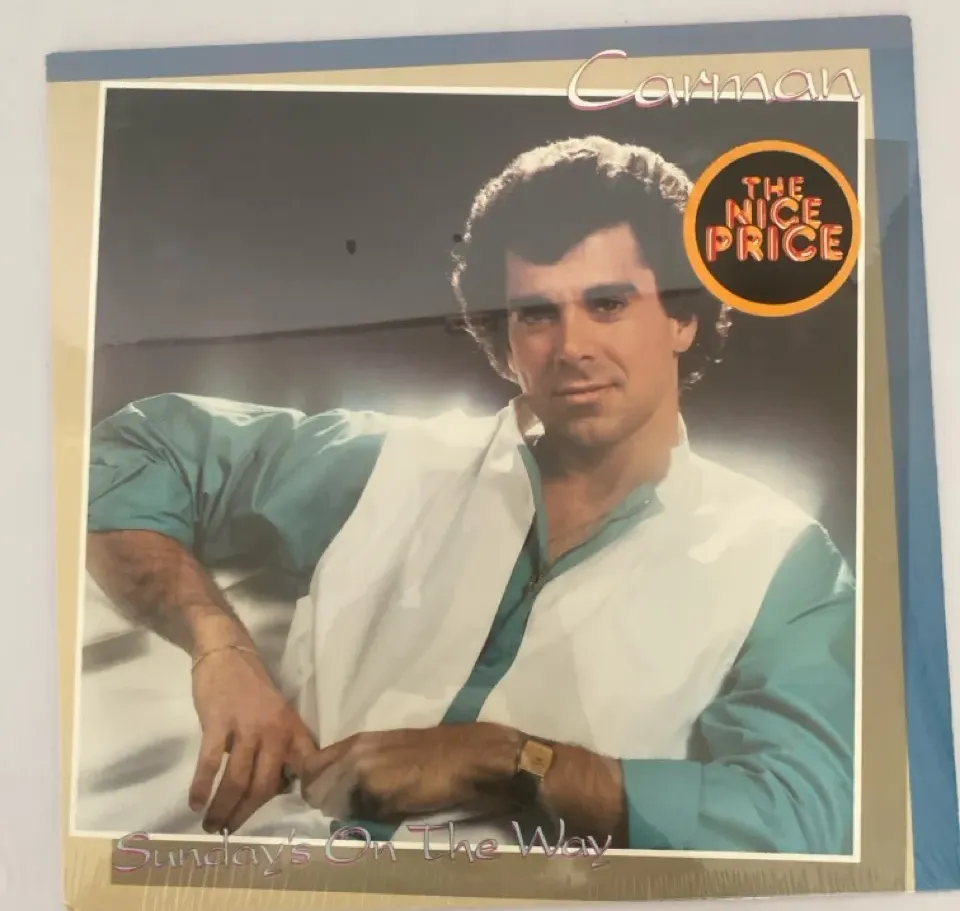 Carman
THE
NICE
PRICE
Sunday's On The Way